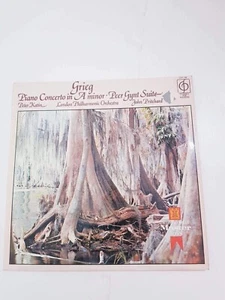 Grieg
Piano Concerto in A minor · Peer Gynt Suite
Peter Katin London Philharmonic Orchestra John Pritchard